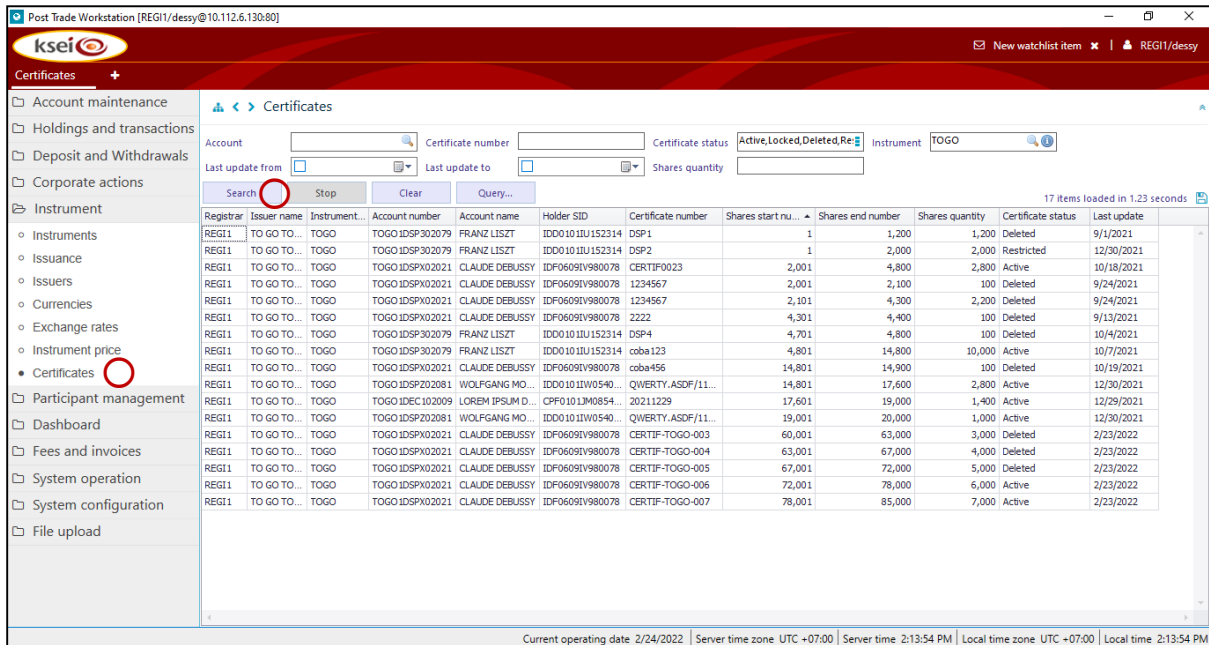 Post Trade Workstation [REGI1/dessy@10.112.6.130:80]
ksei New watchlist item REGI1/dessy
Certificates +
Account maintenance
Holdings and transactions
Deposit and Withdrawals
Corporate actions
Instrument
Instruments
Issuance
Issuers
Currencies
Exchange rates
Instrument price
Certificates
Participant management
Dashboard
Fees and invoices
System operation
System configuration
File upload
Certificates
Account Certificate number Certificate status Active,Locked,Deleted,Res Instrument TOGO
Last update from Last update to Shares quantity
Search Stop Clear Query... 17 items loaded in 1.23 seconds
Registrar Issuer name Instrument... Account number Account name Holder SID Certificate number Shares start nu... Shares end number Shares quantity Certificate status Last update
REGI1 TO GO TO... TOGO TOGO1DSP302079 FRANZ LISZT IDD0101IU152314 DSP1 1 1,200 1,200 Deleted 9/1/2021
REGI1 TO GO TO... TOGO TOGO1DSP302079 FRANZ LISZT IDD0101IU152314 DSP2 1 2,000 2,000 Restricted 12/30/2021
REGI1 TO GO TO... TOGO TOGO1DSPX02021 CLAUDE DEBUSSY IDF0609IV980078 CERTIF0023 2,001 4,800 2,800 Active 10/18/2021
REGI1 TO GO TO... TOGO TOGO1DSPX02021 CLAUDE DEBUSSY IDF0609IV980078 1234567 2,001 2,100 100 Deleted 9/24/2021
REGI1 TO GO TO... TOGO TOGO1DSPX02021 CLAUDE DEBUSSY IDF0609IV980078 1234567 2,101 4,300 2,200 Deleted 9/24/2021
REGI1 TO GO TO... TOGO TOGO1DSPX02021 CLAUDE DEBUSSY IDF0609IV980078 2222 4,301 4,400 100 Deleted 9/13/2021
REGI1 TO GO TO... TOGO TOGO1DSP302079 FRANZ LISZT IDD0101IU152314 DSP4 4,701 4,800 100 Deleted 10/4/2021
REGI1 TO GO TO... TOGO TOGO1DSP302079 FRANZ LISZT IDD0101IU152314 coba123 4,801 14,800 10,000 Active 10/7/2021
REGI1 TO GO TO... TOGO TOGO1DSPX02021 CLAUDE DEBUSSY IDF0609IV980078 coba456 14,801 14,900 100 Deleted 10/19/2021
REGI1 TO GO TO... TOGO TOGO1DSPZ02081 WOLFGANG MO... IDD0101IW0540... QWERTY.ASDF/11... 14,801 17,600 2,800 Active 12/30/2021
REGI1 TO GO TO... TOGO TOGO1DEC102009 LOREM IPSUM D... CPF0101JM0854... 20211229 17,601 19,000 1,400 Active 12/29/2021
REGI1 TO GO TO... TOGO TOGO1DSPZ02081 WOLFGANG MO... IDD0101IW0540... QWERTY.ASDF/11... 19,001 20,000 1,000 Active 12/30/2021
REGI1 TO GO TO... TOGO TOGO1DSPX02021 CLAUDE DEBUSSY IDF0609IV980078 CERTIF-TOGO-003 60,001 63,000 3,000 Deleted 2/23/2022
REGI1 TO GO TO... TOGO TOGO1DSPX02021 CLAUDE DEBUSSY IDF0609IV980078 CERTIF-TOGO-004 63,001 67,000 4,000 Deleted 2/23/2022
REGI1 TO GO TO... TOGO TOGO1DSPX02021 CLAUDE DEBUSSY IDF0609IV980078 CERTIF-TOGO-005 67,001 72,000 5,000 Deleted 2/23/2022
REGI1 TO GO TO... TOGO TOGO1DSPX02021 CLAUDE DEBUSSY IDF0609IV980078 CERTIF-TOGO-006 72,001 78,000 6,000 Active 2/23/2022
REGI1 TO GO TO... TOGO TOGO1DSPX02021 CLAUDE DEBUSSY IDF0609IV980078 CERTIF-TOGO-007 78,001 85,000 7,000 Active 2/23/2022
Current operating date 2/24/2022 Server time zone UTC +07:00 Server time 2:13:54 PM Local time zone UTC +07:00 Local time 2:13:54 PM